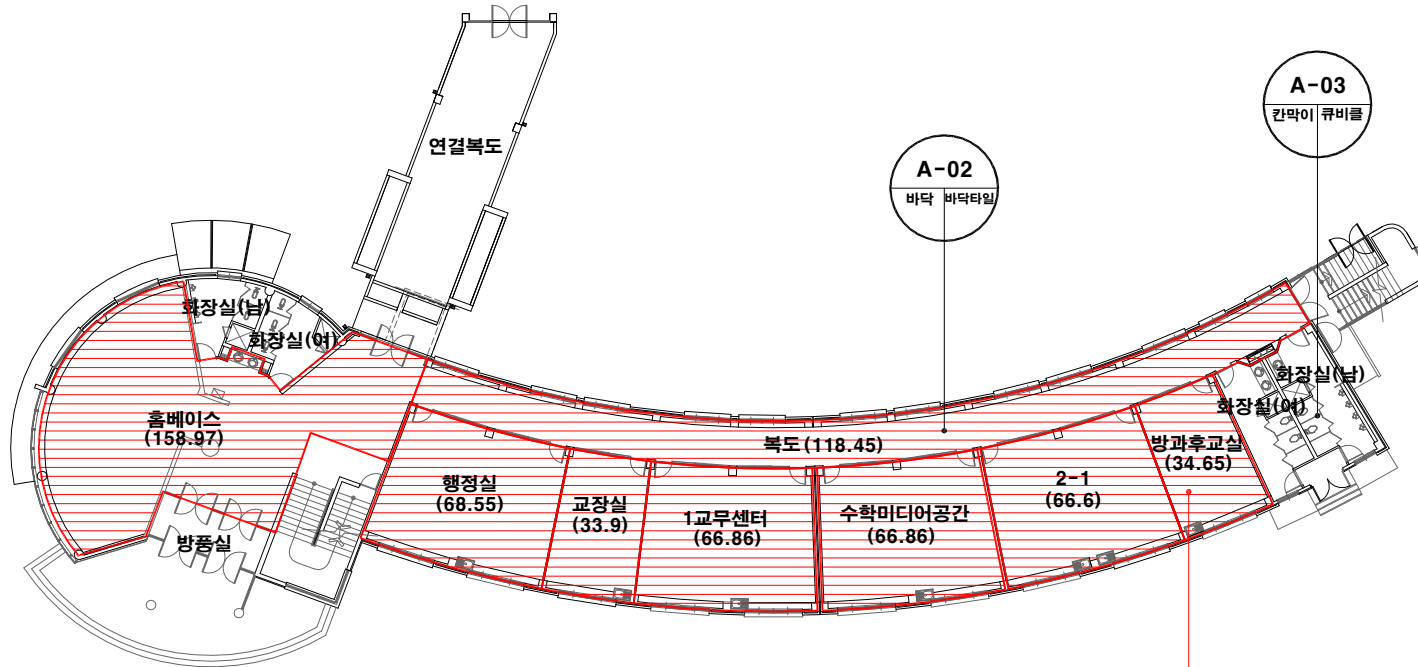 A-03
칸막이 큐비클
연결복도
A-02
바닥 바닥타일
화장실(남)
화장실(여)
홈베이스
(158.97)
복도(118.45)
화장실(남)
화장실(여)
방과후교실
(34.65)
2-1
(66.6)
행정실
(68.55)
교장실
(33.9)
1교무센터
(66.86)
수학미디어공간
(66.86)
방풍실